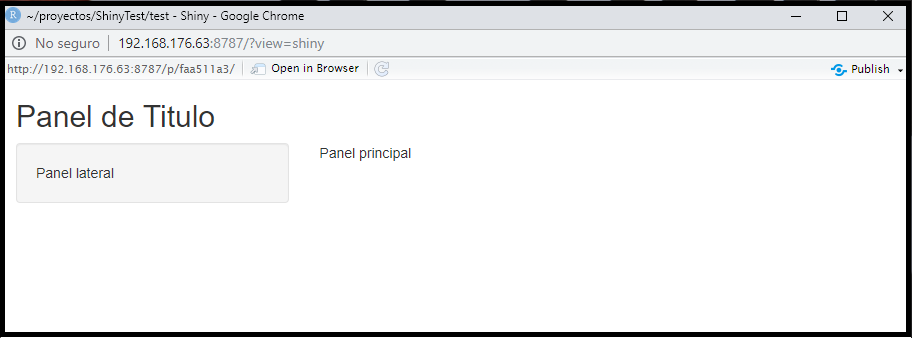 R ~/proyectos/ShinyTest/test - Shiny - Google Chrome
No seguro | 192.168.176.63:8787/?view=shiny
http://192.168.176.63:8787/p/faa511a3/ | Open in Browser | Publish
Panel de Titulo
Panel lateral
Panel principal